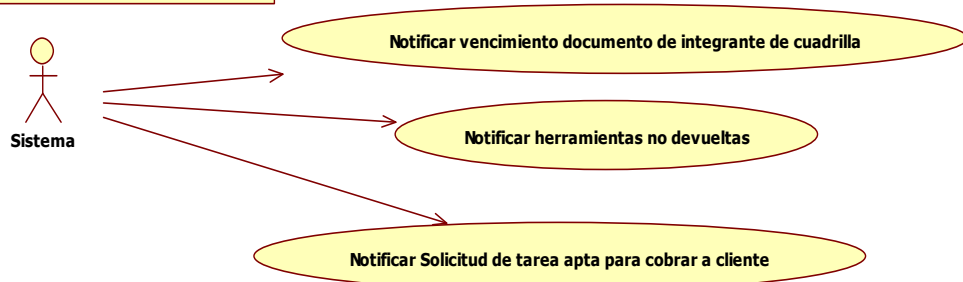 Notificar vencimiento documento de integrante de cuadrilla
Notificar herramientas no devueltas
Sistema
Notificar Solicitud de tarea apta para cobrar a cliente